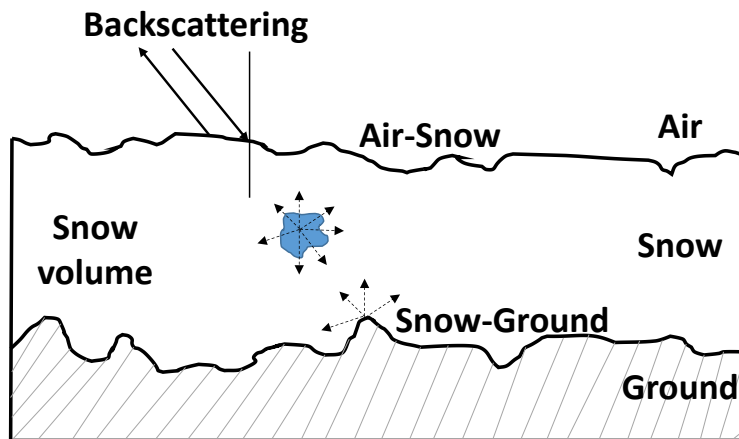 Backscattering
Air-Snow
Air
Snow
volume
Snow
Snow-Ground
Ground